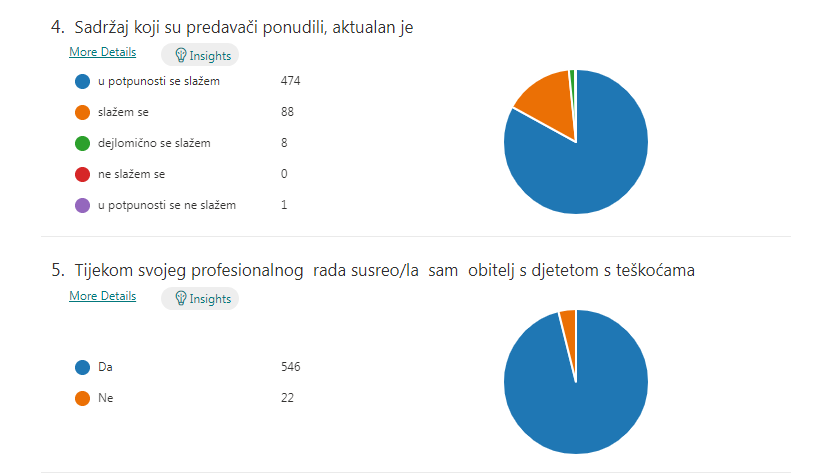 4. Sadržaj koji su predavači ponudili, aktualan je
More Details
Insights
u potpunosti se slažem 474
slažem se 88
dejlomično se slažem 8
ne slažem se 0
u potpunosti se ne slažem 1
5. Tijekom svojeg profesionalnog rada susreo/la sam obitelj s djetetom s teškoćama
More Details
Insights
Da 546
Ne 22